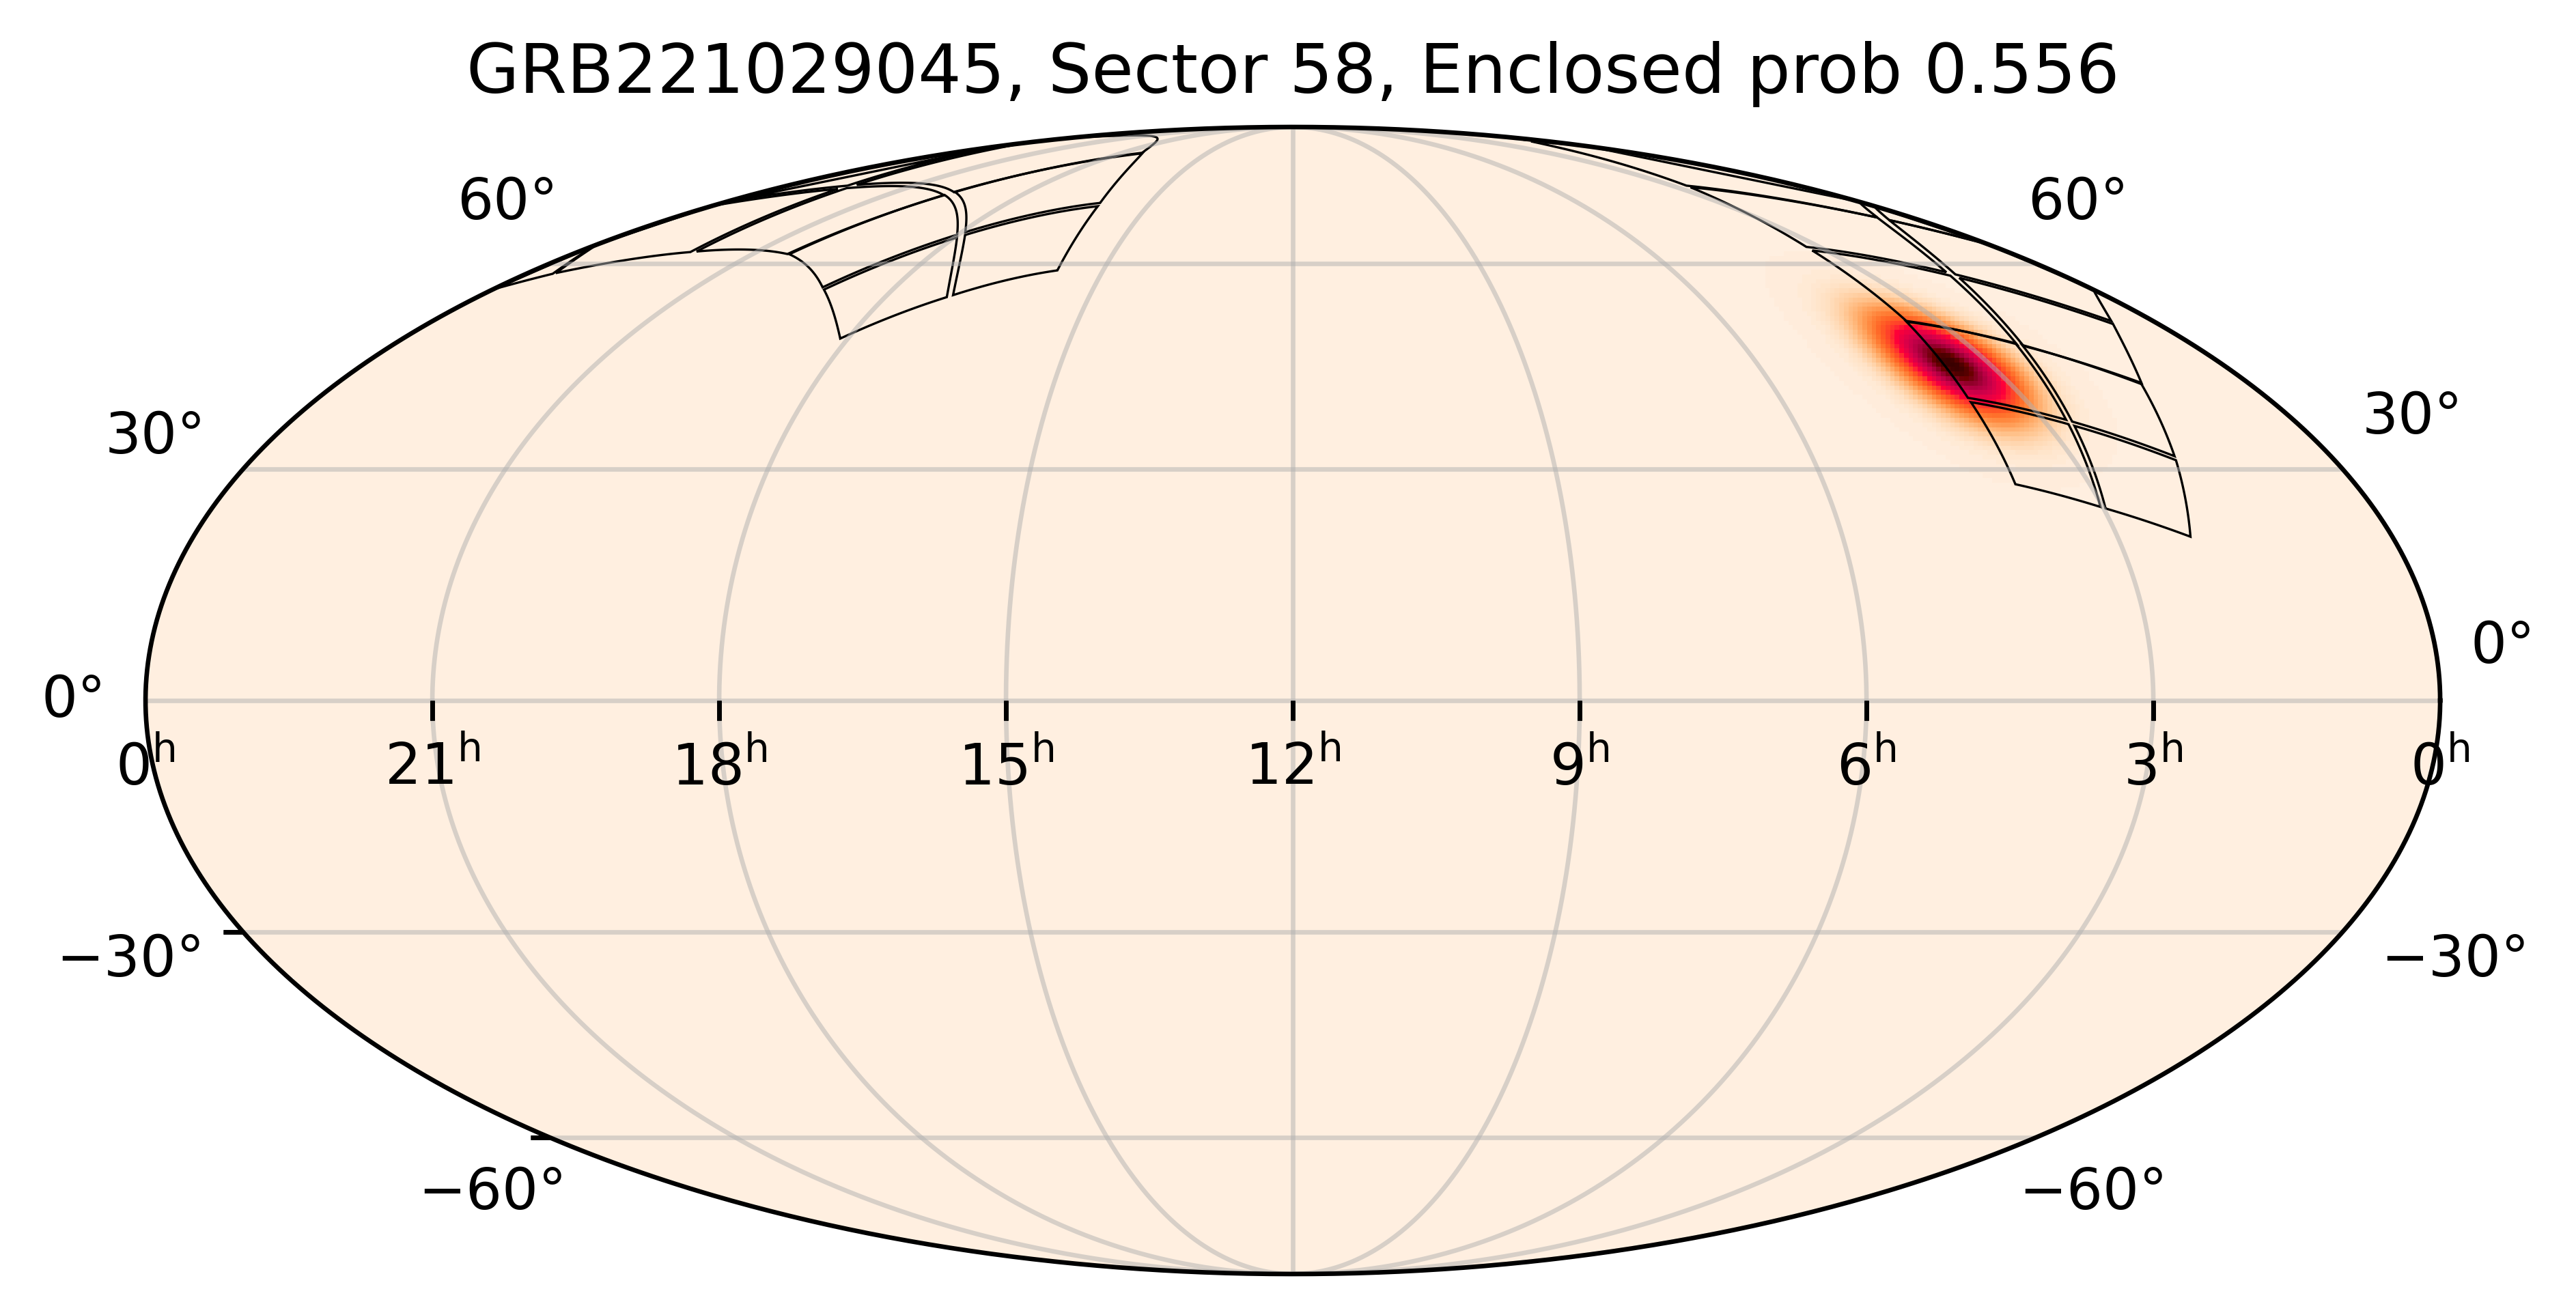 GRB221029045, Sector 58, Enclosed prob 0.556
60° 60°
30° 30°
0° 0°
0ʰ 21ʰ 18ʰ 15ʰ 12ʰ 9ʰ 6ʰ 3ʰ 0ʰ
−30° −30°
−60° −60°